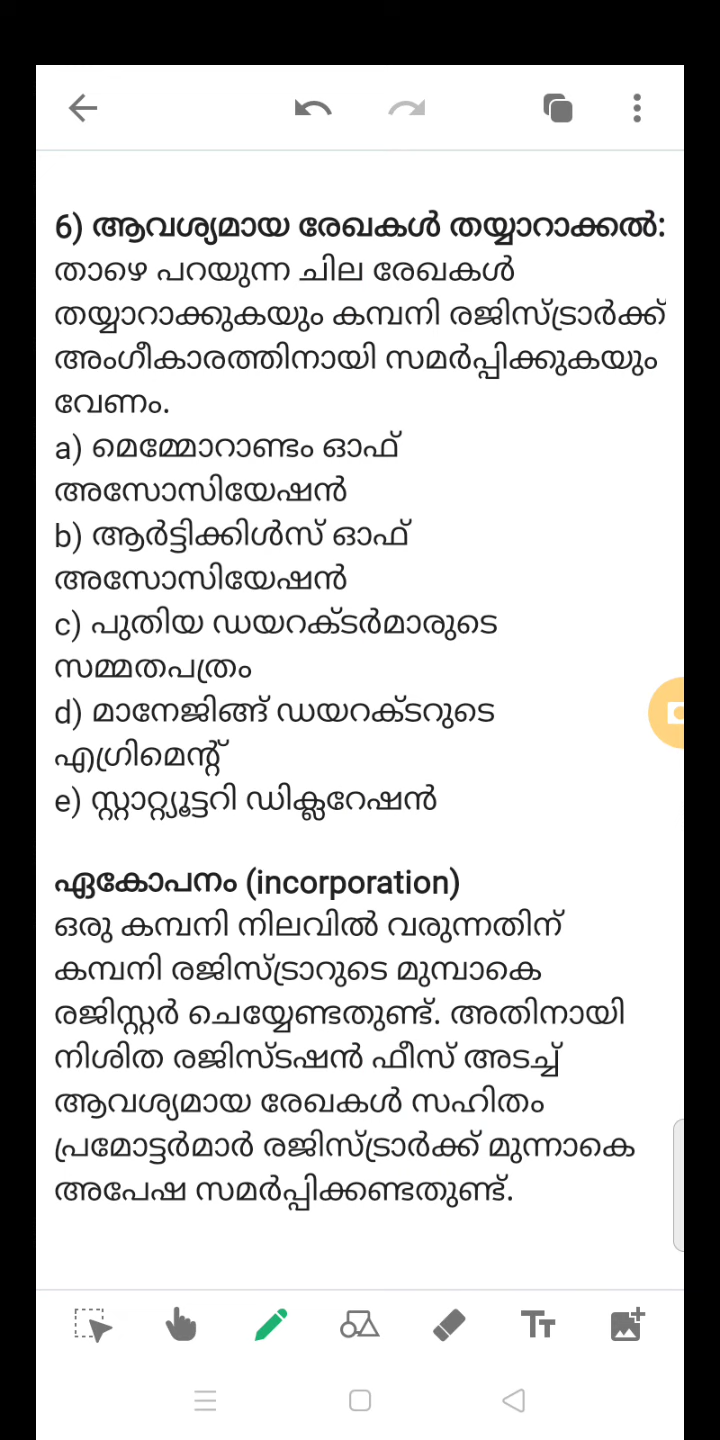 6) ആവശ്യമായ രേഖകൾ തയ്യാറാക്കൽ:
താഴെ പറയുന്ന ചില രേഖകൾ
തയ്യാറാക്കുകയും കമ്പനി രജിസ്ട്രാർക്ക്
അംഗീകാരത്തിനായി സമർപ്പിക്കുകയും
വേണം.
a) മെമ്മോറാണ്ടം ഓഫ്
അസോസിയേഷൻ
b) ആർട്ടിക്കിൾസ് ഓഫ്
അസോസിയേഷൻ
c) പുതിയ ഡയറക്ടർമാരുടെ
സമ്മതപത്രം
d) മാനേജിങ്ങ് ഡയറക്ടറുടെ
എഗ്രിമെന്റ്
e) സ്റ്റാറ്റ്യൂട്ടറി ഡിക്ലറേഷൻ
ഏകോപനം (incorporation)
ഒരു കമ്പനി നിലവിൽ വരുന്നതിന്
കമ്പനി രജിസ്ട്രാറുടെ മുമ്പാകെ
രജിസ്റ്റർ ചെയ്യേണ്ടതുണ്ട്. അതിനായി
നിശിത രജിസ്ടഷൻ ഫീസ് അടച്ച്
ആവശ്യമായ രേഖകൾ സഹിതം
പ്രമോട്ടർമാർ രജിസ്ട്രാർക്ക് മുന്നാകെ
അപേഷ സമർപ്പിക്കണ്ടതുണ്ട്.
TT